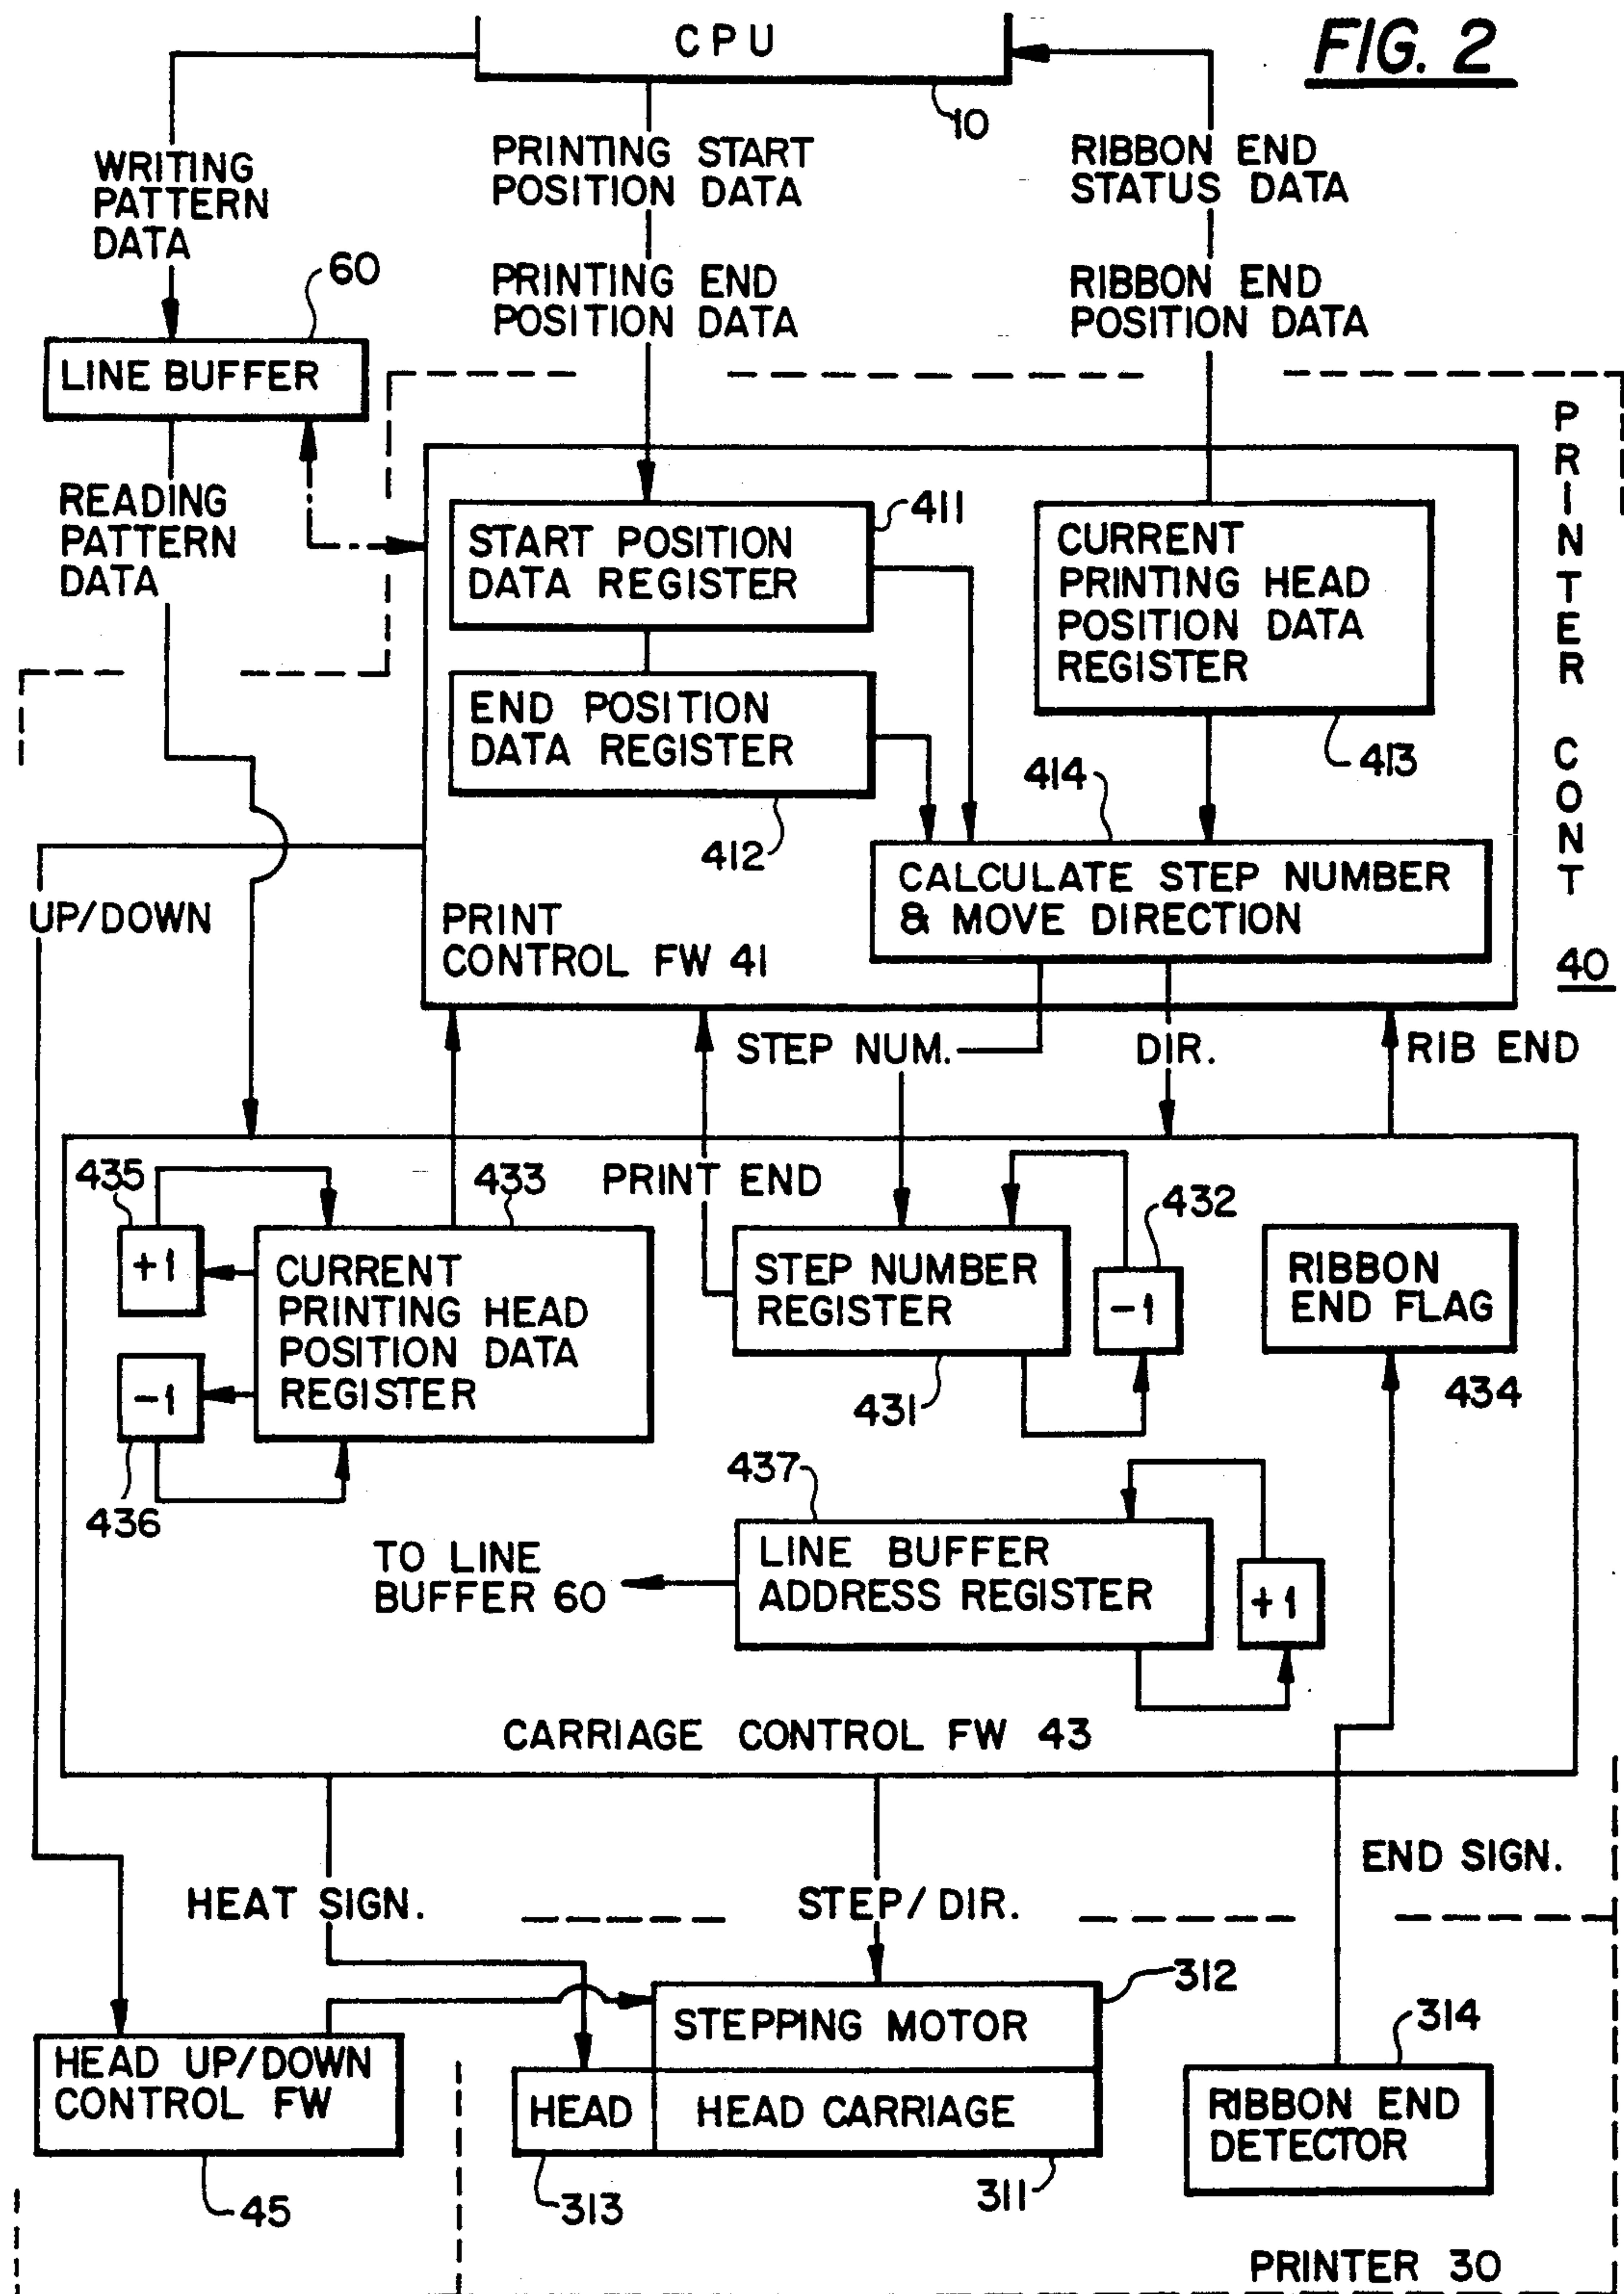 FIG. 2
CPU
10
WRITING
PATTERN
DATA
PRINTING START
POSITION DATA
PRINTING END
POSITION DATA
RIBBON END
STATUS DATA
RIBBON END
POSITION DATA
60
LINE BUFFER
READING
PATTERN
DATA
PRINTER CONT
40
411
START POSITION
DATA REGISTER
END POSITION
DATA REGISTER
412
CURRENT
PRINTING HEAD
POSITION DATA
REGISTER
413
414
CALCULATE STEP NUMBER
& MOVE DIRECTION
PRINT
CONTROL FW 41
UP/DOWN
STEP NUM.
DIR.
RIB END
435
+1
433
CURRENT
PRINTING HEAD
POSITION DATA
REGISTER
-1
436
PRINT END
STEP NUMBER
REGISTER
431
432
-1
RIBBON
END FLAG
434
437
TO LINE
BUFFER 60
LINE BUFFER
ADDRESS REGISTER
+1
CARRIAGE CONTROL FW 43
HEAT SIGN.
STEP/DIR.
END SIGN.
312
STEPPING MOTOR
314
HEAD UP/DOWN
CONTROL FW
45
HEAD
HEAD CARRIAGE
313
311
RIBBON END
DETECTOR
PRINTER 30